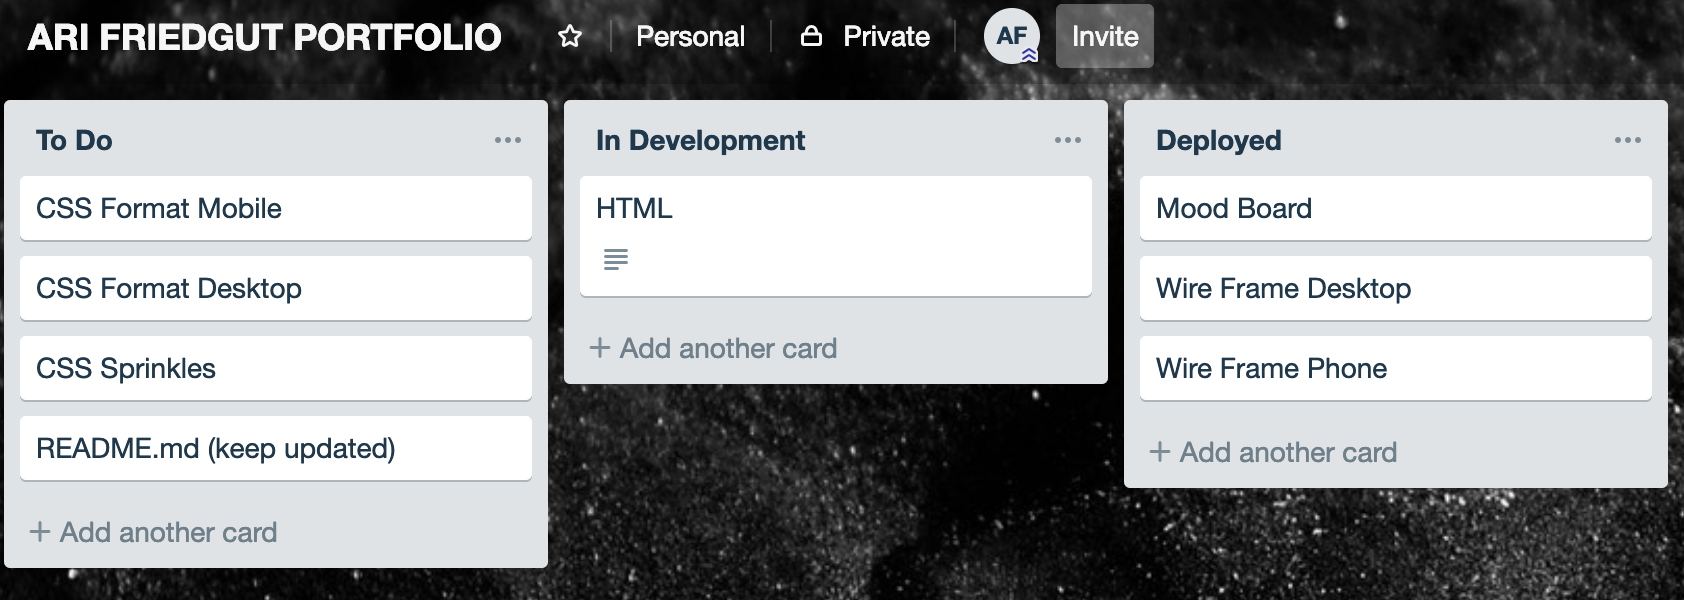 ARI FRIEDGUT PORTFOLIO Personal Private AF Invite
To Do
CSS Format Mobile
CSS Format Desktop
CSS Sprinkles
README.md (keep updated)
+ Add another card
In Development
HTML
+ Add another card
Deployed
Mood Board
Wire Frame Desktop
Wire Frame Phone
+ Add another card